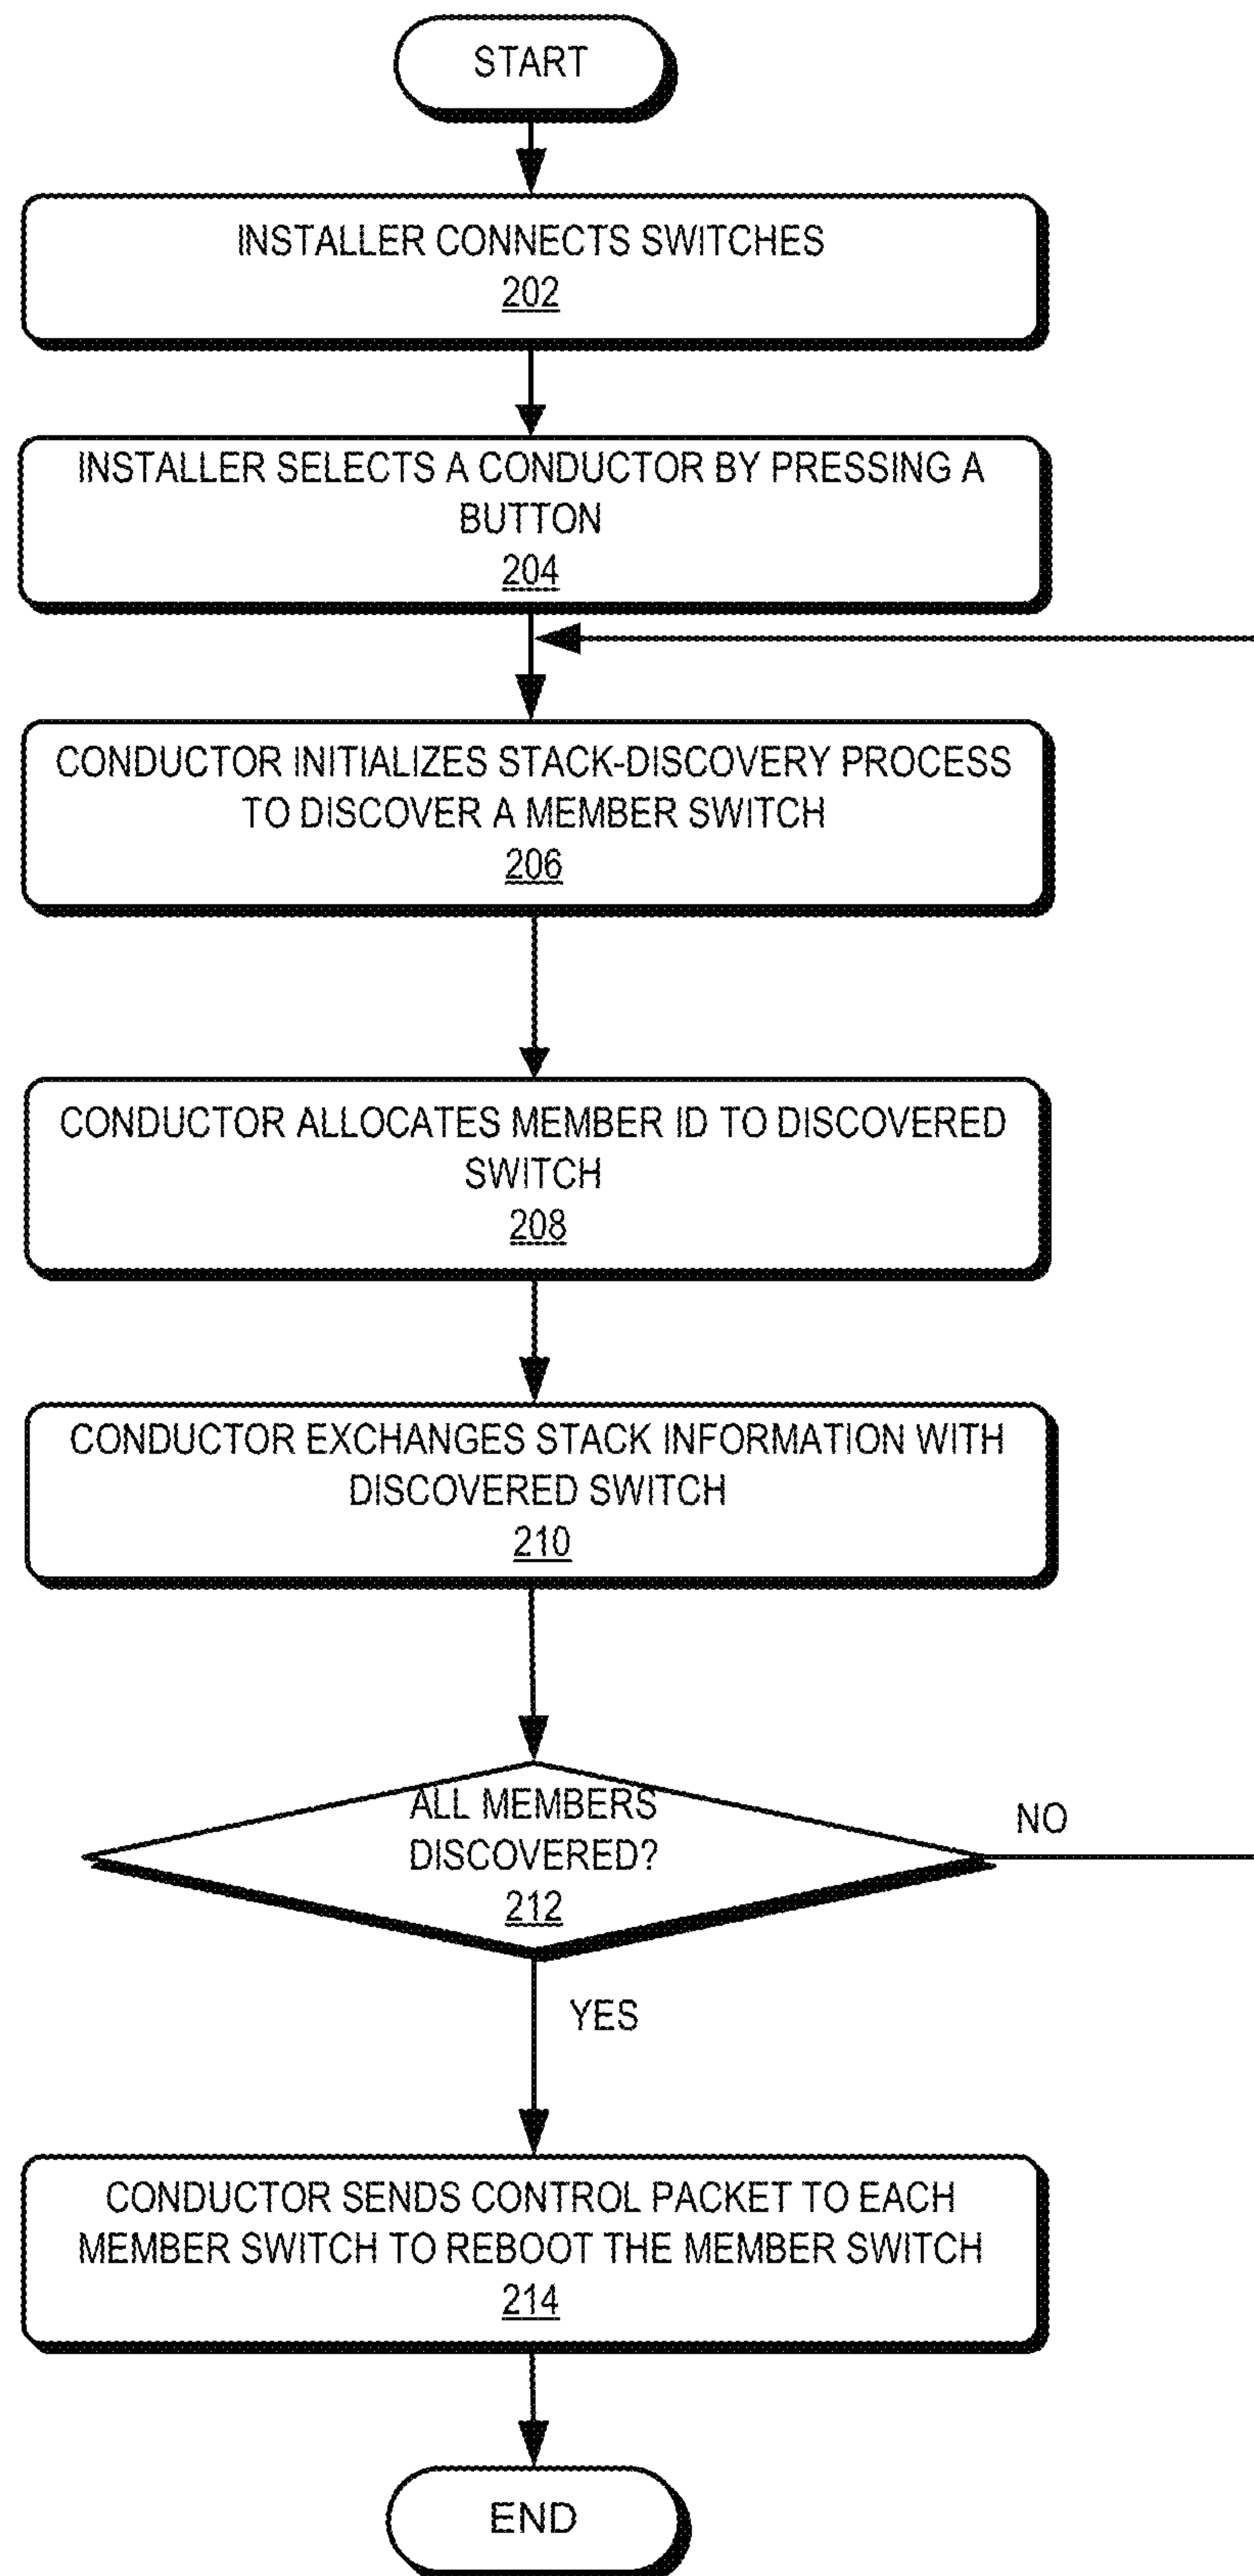 START
INSTALLER CONNECTS SWITCHES
202
INSTALLER SELECTS A CONDUCTOR BY PRESSING A
BUTTON
204
CONDUCTOR INITIALIZES STACK-DISCOVERY PROCESS
TO DISCOVER A MEMBER SWITCH
206
CONDUCTOR ALLOCATES MEMBER ID TO DISCOVERED
SWITCH
208
CONDUCTOR EXCHANGES STACK INFORMATION WITH
DISCOVERED SWITCH
210
ALL MEMBERS
DISCOVERED?
212
NO
YES
CONDUCTOR SENDS CONTROL PACKET TO EACH
MEMBER SWITCH TO REBOOT THE MEMBER SWITCH
214
END